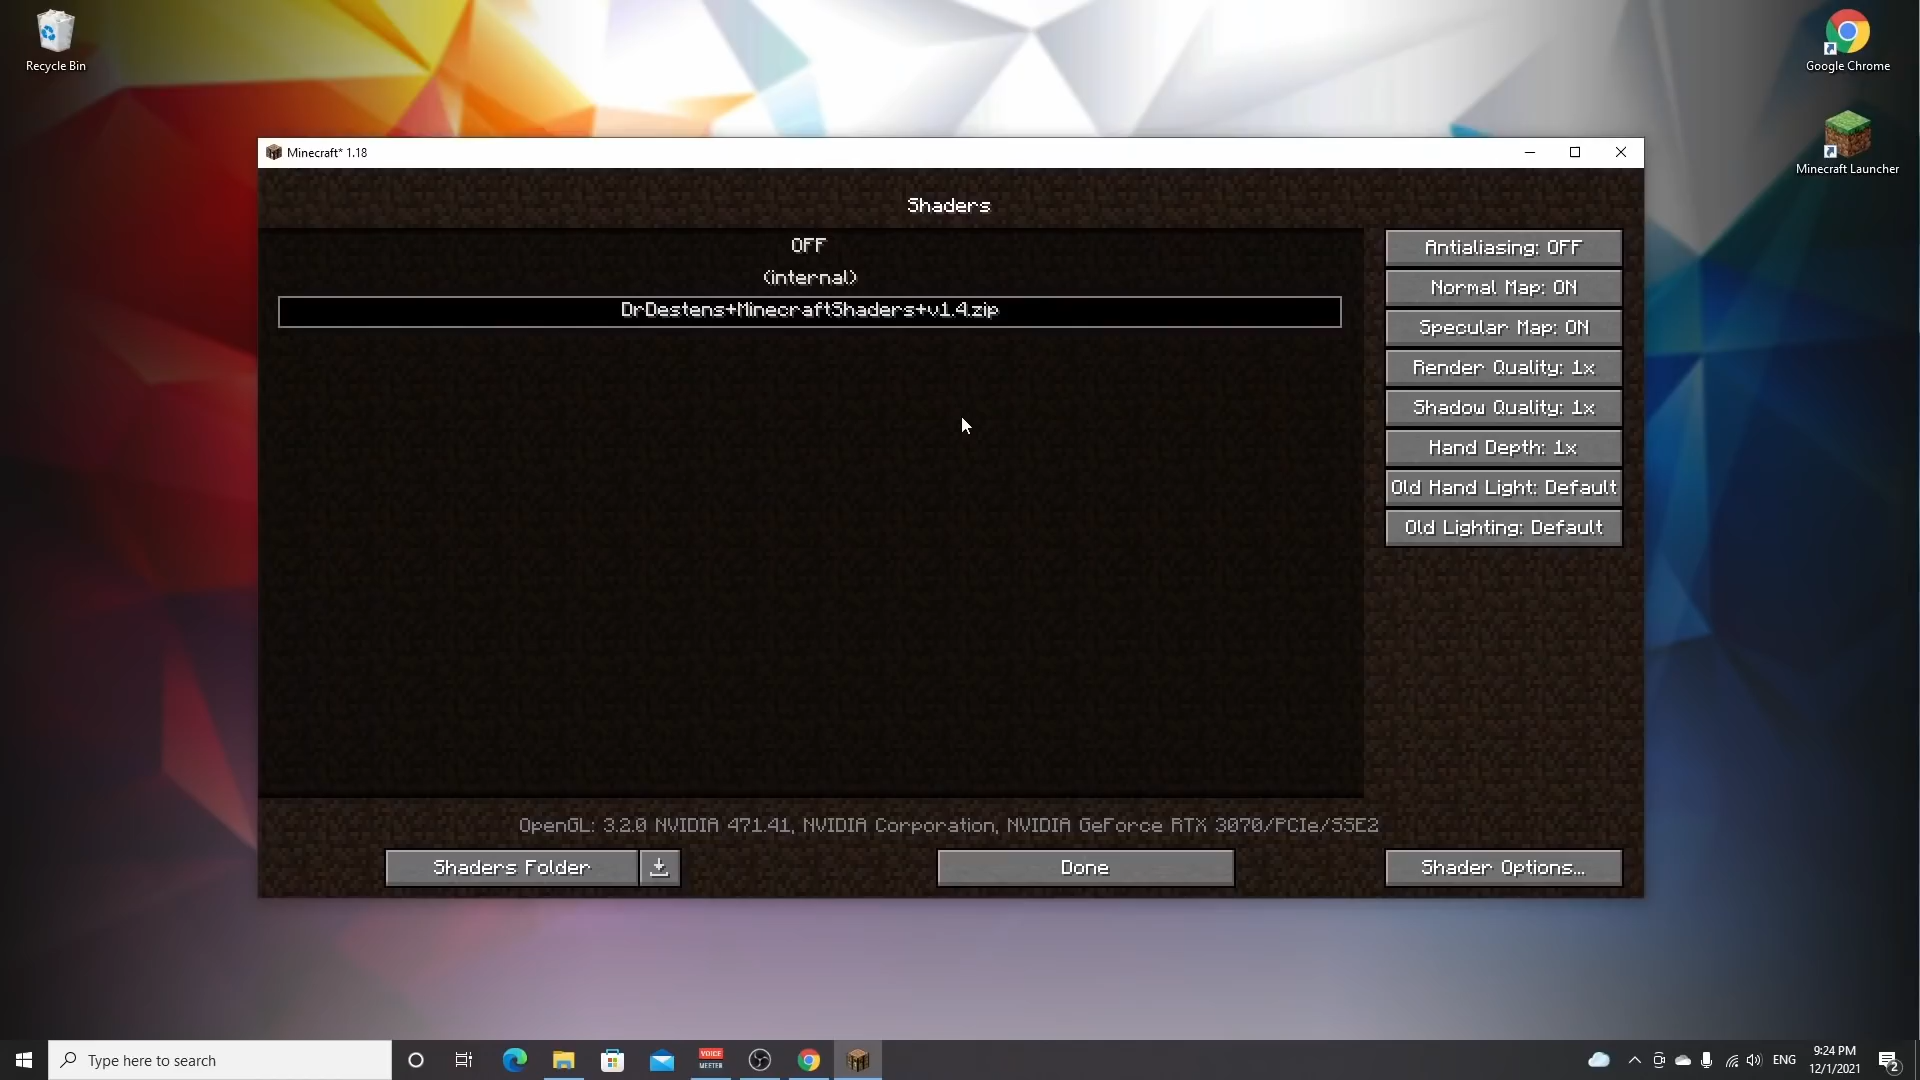 Recycle Bin
Google Chrome
Minecraft Launcher
Minecraft* 1.18
Shaders
OFF
(internal)
DrDestens+MinecraftShaders+v1.4.zip
Antialiasing: OFF
Normal Map: ON
Specular Map: ON
Render Quality: 1x
Shadow Quality: 1x
Hand Depth: 1x
Old Hand Light: Default
Old Lighting: Default
OpenGL: 3.2.0 NVIDIA 471.41, NVIDIA Corporation, NVIDIA GeForce RTX 3070/PCIe/SSE2
Shaders Folder
Done
Shader Options...
Type here to search
VOICE
MEETER
ENG
9:24 PM
12/1/2021
2